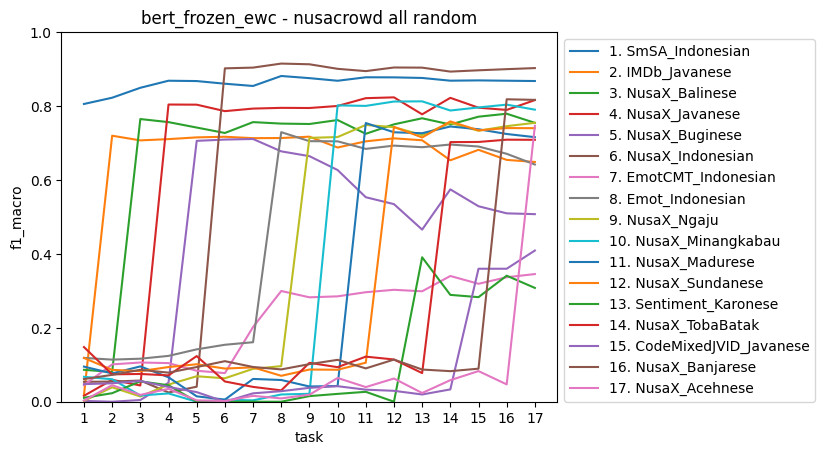 bert_frozen_ewc - nusacrowd all random
1.0
0.8
0.6
0.4
0.2
0.0
f1_macro
1 2 3 4 5 6 7 8 9 10 11 12 13 14 15 16 17
task
1. SmSA_Indonesian
2. IMDb_Javanese
3. NusaX_Balinese
4. NusaX_Javanese
5. NusaX_Buginese
6. NusaX_Indonesian
7. EmotCMT_Indonesian
8. Emot_Indonesian
9. NusaX_Ngaju
10. NusaX_Minangkabau
11. NusaX_Madurese
12. NusaX_Sundanese
13. Sentiment_Karonese
14. NusaX_TobaBatak
15. CodeMixedJVID_Javanese
16. NusaX_Banjarese
17. NusaX_Acehnese